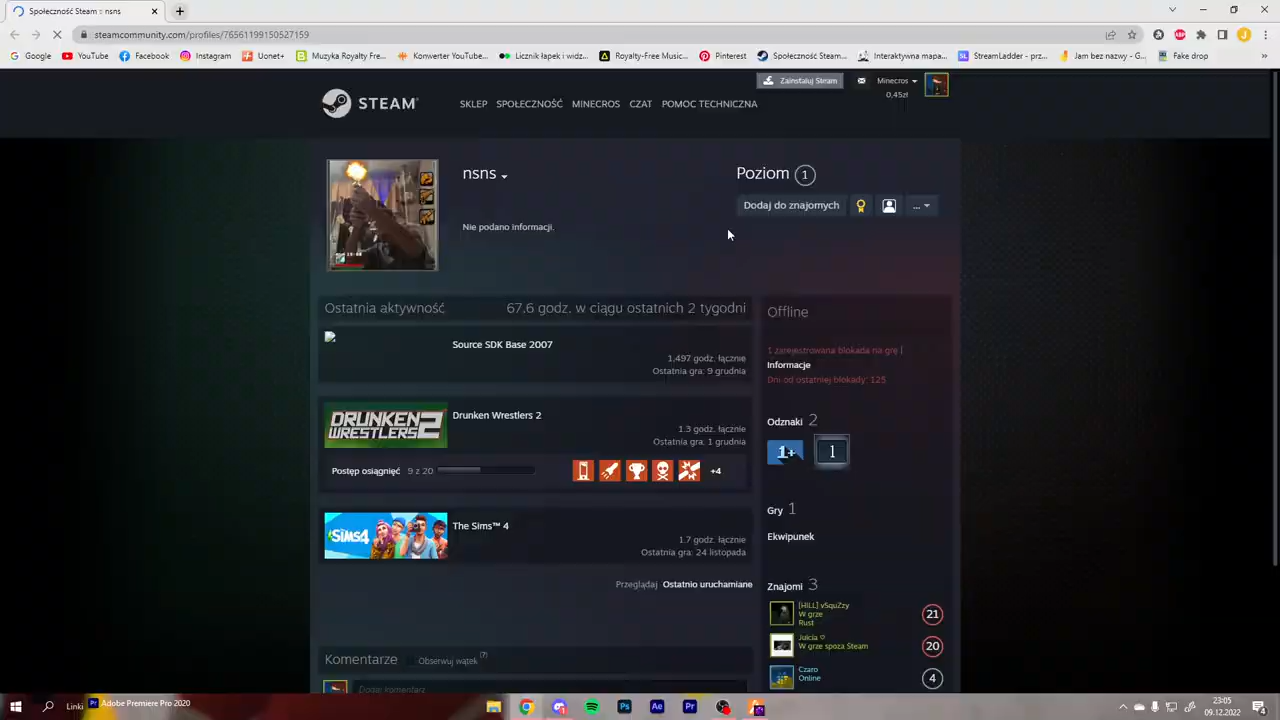 Społeczność Steam :: nsns
steamcommunity.com/profiles/76561199150527159
Google YouTube Facebook Instagram Uonet+ Muzyka Royalty-Fre... Konwerter YouTube... Licznik łapek i widz... Royalty-Free Music... Pinterest Społeczność Steam... Interaktywna mapa... StreamLadder - prz... Jam bez nazwy - G... Fake drop
Zainstaluj Steam Minecros
0,45zł
STEAM® SKLEP SPOŁECZNOŚĆ MINECROS CZAT POMOC TECHNICZNA
nsns
Nie podano informacji.
Poziom 1
Dodaj do znajomych ...
Ostatnia aktywność 67.6 godz. w ciągu ostatnich 2 tygodni
Source SDK Base 2007
1,497 godz. łącznie
Ostatnia gra: 9 grudnia
DRUNKEN WRESTLERS 2
Drunken Wrestlers 2
1.3 godz. łącznie
Ostatnia gra: 1 grudnia
Postęp osiągnięć 9 z 20 +4
The SIMS 4
The Sims™ 4
1.7 godz. łącznie
Ostatnia gra: 24 listopada
Przeglądaj Ostatnio uruchamiane
Komentarze Obserwuj wątek [?]
Dodaj komentarz
Offline
1 zarejestrowana blokada na grę |
Informacje
Dni od ostatniej blokady: 125
Odznaki 2
1+ 1
Gry 1
Ekwipunek
Znajomi 3
[HILL] vSquZzy
W grze
Rust
21
Julcia ♡
W grze spoza Steam
20
Czaro
Online
4
Linki Adobe Premiere Pro 2020
23:05
09.12.2022